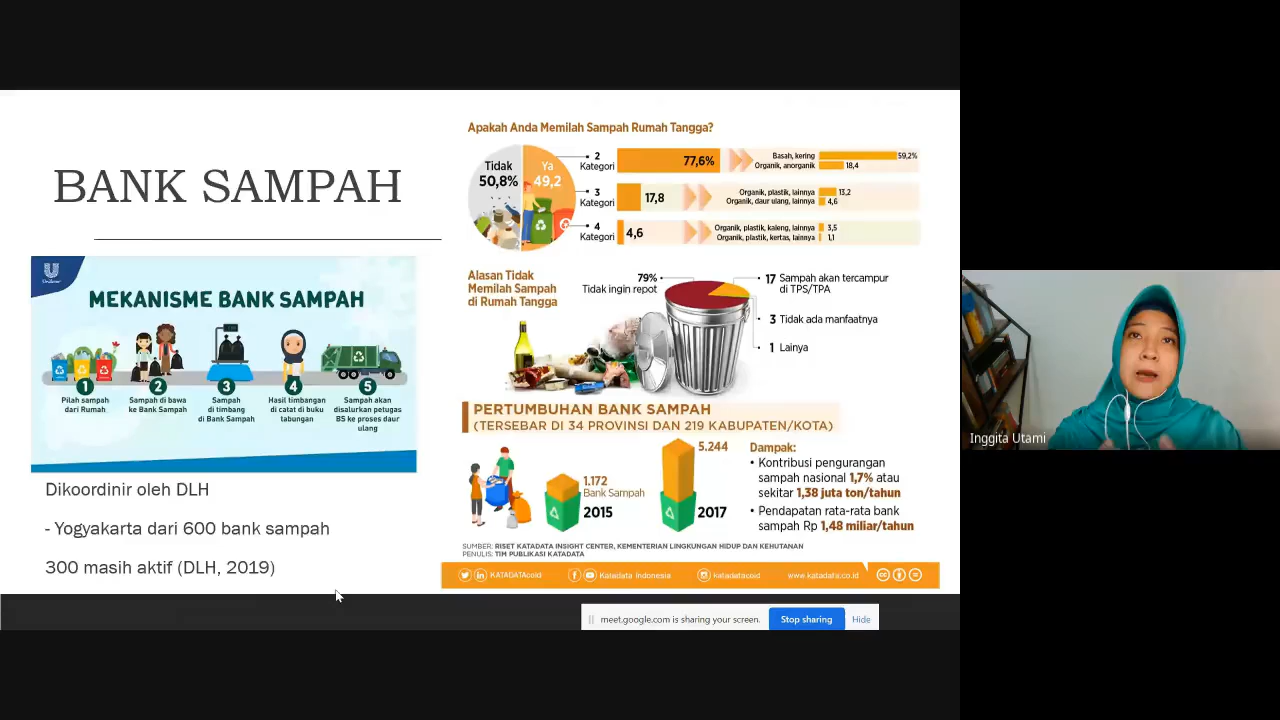 BANK SAMPAH
Unilever
MEKANISME BANK SAMPAH
1
Pilah sampah
dari Rumah
2
Sampah di bawa
ke Bank Sampah
3
Sampah
di timbang
di Bank Sampah
4
Hasil timbangan
di catat di buku
tabungan
5
Sampah akan
disalurkan petugas
BS ke proses daur
ulang
Dikoordinir oleh DLH
- Yogyakarta dari 600 bank sampah
300 masih aktif (DLH, 2019)
Apakah Anda Memilah Sampah Rumah Tangga?
Tidak
50,8%
Ya
49,2
2
Kategori
77,6%
Basah, kering
59,2%
Organik, anorganik
18,4
3
Kategori
17,8
Organik, plastik, lainnya
13,2
Organik, daur ulang, lainnya
4,6
4
Kategori
4,6
Organik, plastik, kaleng, lainnya
3,5
Organik, plastik, kertas, lainnya
1,1
Alasan Tidak
Memilah Sampah
di Rumah Tangga
79%
Tidak ingin repot
17 Sampah akan tercampur
di TPS/TPA
3 Tidak ada manfaatnya
1 Lainya
PERTUMBUHAN BANK SAMPAH
(TERSEBAR DI 34 PROVINSI DAN 219 KABUPATEN/KOTA)
1.172
Bank Sampah
2015
5.244
2017
Dampak:
• Kontribusi pengurangan
sampah nasional 1,7% atau
sekitar 1,38 juta ton/tahun
• Pendapatan rata-rata bank
sampah Rp 1,48 miliar/tahun
SUMBER: RISET KATADATA INSIGHT CENTER, KEMENTERIAN LINGKUNGAN HIDUP DAN KEHUTANAN
PENULIS: TIM PUBLIKASI KATADATA
KATADATAcoid
Katadata Indonesia
katadatacoid
www.katadata.co.id
meet.google.com is sharing your screen.
Stop sharing
Hide
Inggita Utami